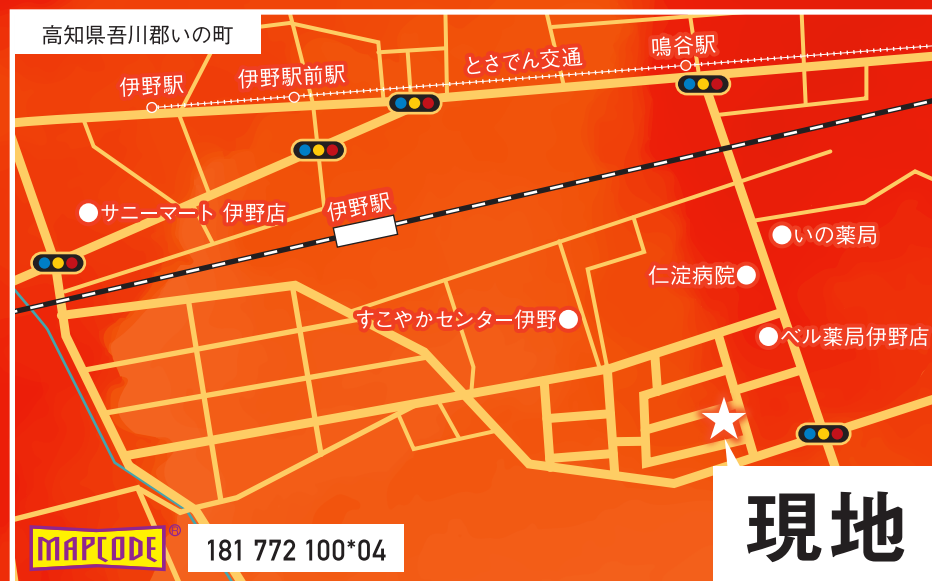 高知県吾川郡いの町
鳴谷駅
とさでん交通
伊野駅前駅
伊野駅
サニーマート 伊野店
伊野駅
いの薬局
仁淀病院
すこやかセンター伊野
ベル薬局伊野店
現地
MAPCODE®
181 772 100*04